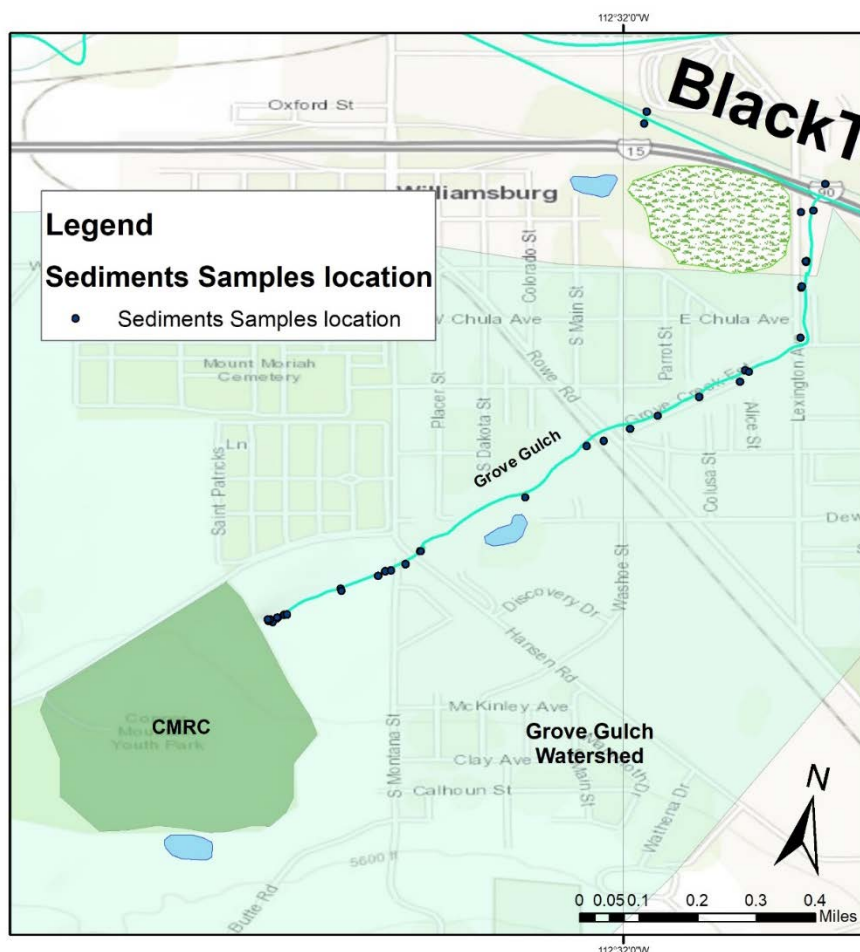 112°32'0"W
Oxford St
BlackT
15
90
Williamsburg
Legend
Sediments Samples location
Sediments Samples location
Colorado St
S Main St
W Chula Ave
E Chula Ave
Mount Moriah
Cemetery
Placer St
Rowe Rd
Parrot St
Lexington A
Grove Creek
Alice St
S Dakota St
Grove Gulch
Ln
Saint Patricks
Colusa St
Dew
Washoe St
Discovery Dr
Hansen Rd
CMRC
Youth Park
McKinley Ave
Grove Gulch
Watershed
S Montana St
Clay Ave
S Main St
Calhoun St
Wathena Dr
5600 ft
Butte Rd
N
0 0.05 0.1 0.2 0.3 0.4
Miles
112°32'0"W